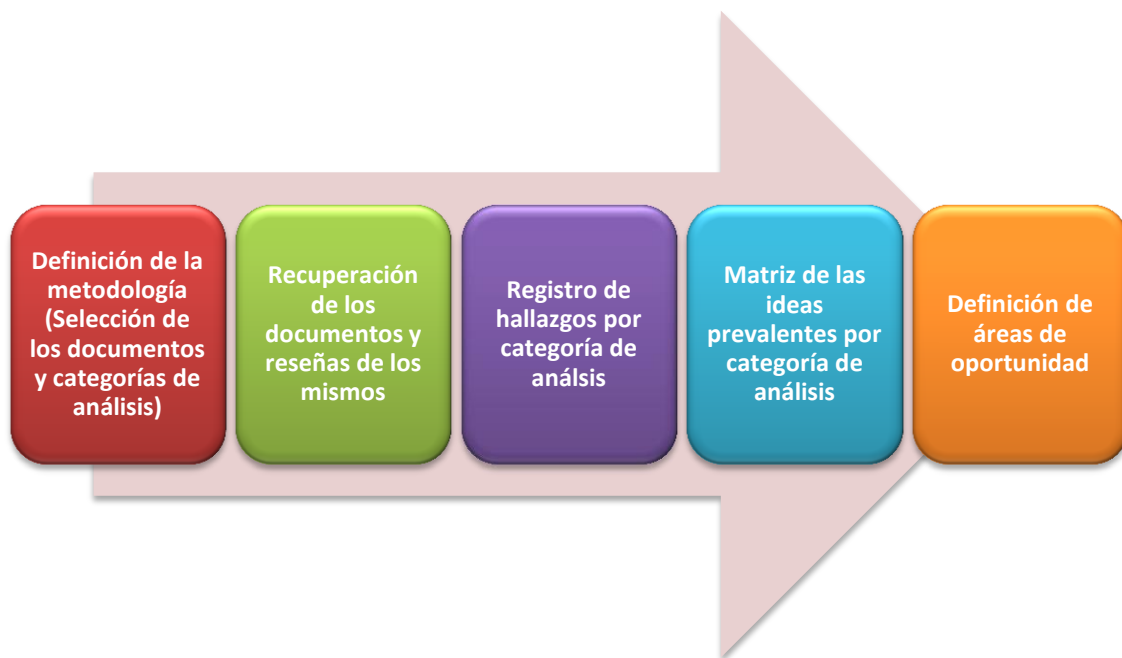 Definición de la
metodología
(Selección de
los documentos
y categorías de
análisis)
Recuperación
de los
documentos y
reseñas de los
mismos
Registro de
hallazgos por
categoría de
análsis
Matriz de las
ideas
prevalentes por
categoría de
análisis
Definición de
áreas de
oportunidad